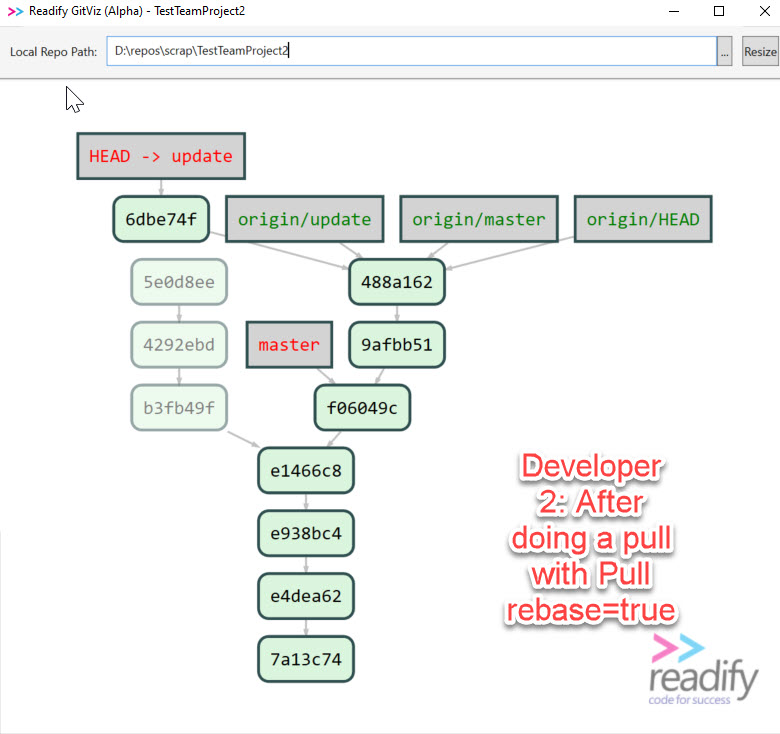 Readify GitViz (Alpha) - TestTeamProject2
Local Repo Path: D:\repos\scrap\TestTeamProject2 ... Resize
HEAD -> update
6dbe74f origin/update origin/master origin/HEAD
5e0d8ee 488a162
4292ebd master 9afbb51
b3fb49f f06049c
e1466c8
e938bc4
e4dea62
7a13c74
Developer
2: After
doing a pull
with Pull
rebase=true
readify
code for success